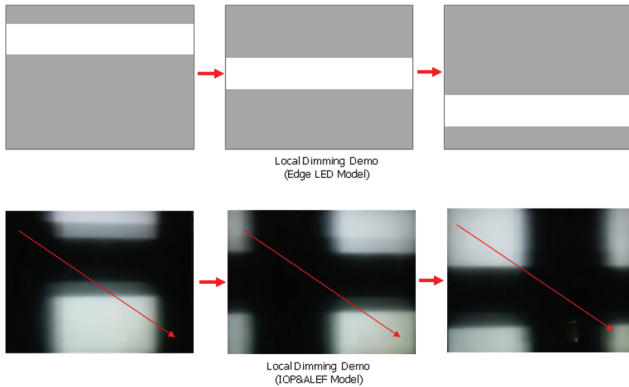 Local Dimming Demo
(Edge LED Model)
Local Dimming Demo
(IOP&ALEF Model)